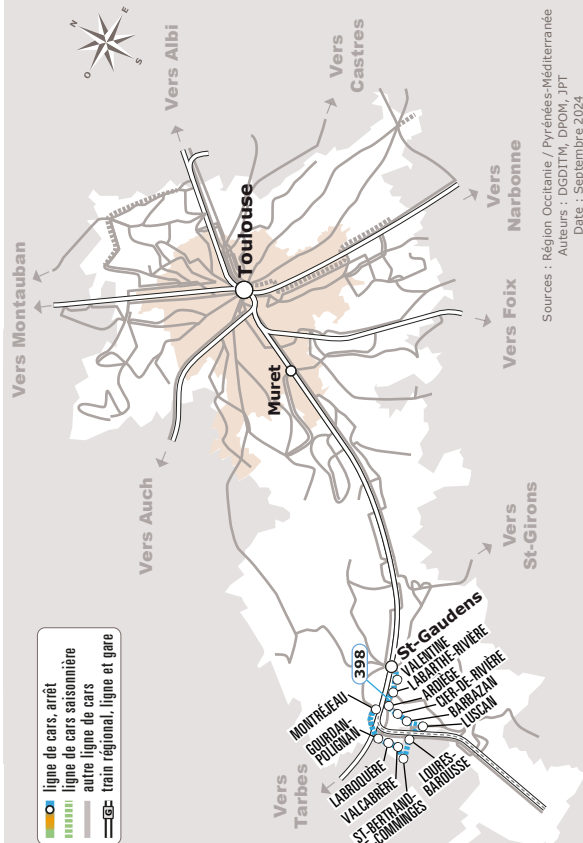 N
E
S
O
Vers Albi
Vers
Castres
Vers Montauban
Toulouse
Vers
Narbonne
Vers Foix
Muret
Vers Auch
Vers
St-Girons
Sources : Région Occitanie / Pyrénées-Méditerranée
Auteurs : DGDITM, DPOM, JPT
Date : Septembre 2024
ligne de cars, arrêt
ligne de cars saisonnière
autre ligne de cars
G
train régional, ligne et gare
St-Gaudens
398
VALENTINE
LABARTHE-RIVIÈRE
ARDIÈGE
CIER-DE-RIVIÈRE
BARBAZAN
LUSCAN
MONTRÉJEAU
GOURDAN-
POLIGNAN
LABROQUÈRE
VALCABRÈRE
ST-BERTRAND-
COMMINGES
LOURES-
BAROUSSE
Vers
Tarbes